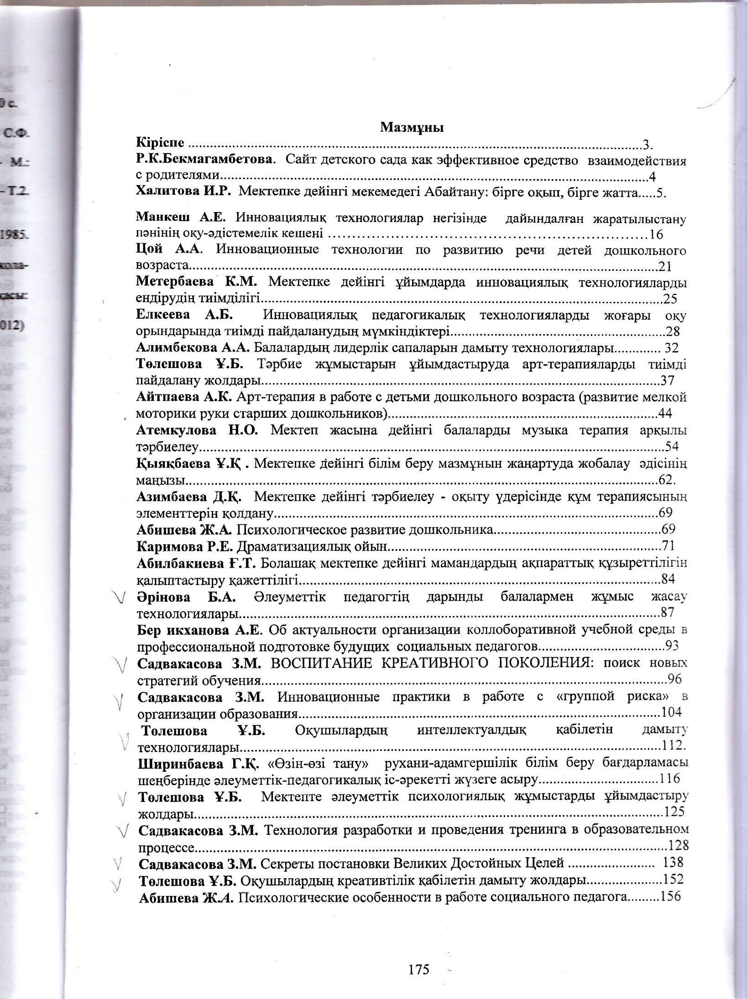 0 с.
С.Ф.
- М.:
– Т.2.
1985.
кола-
қасы:
012)
Мазмұны
Кіріспе ........................................................3.
Р.К.Бекмагамбетова. Сайт детского сада как эффективное средство взаимодействия
с родителями........................................................4
Халитова И.Р. Мектепке дейінгі мекемедегі Абайтану: бірге оқып, бірге жатта.....5.
Манкеш А.Е. Инновациялық технологиялар негізінде дайындалған жаратылыстану
пәнінің оқу-әдістемелік кешені ........................................................16
Цой А.А. Инновационные технологии по развитию речи детей дошкольного
возраста........................................................21
Метербаева К.М. Мектепке дейінгі ұйымдарда инновациялық технологияларды
ендірудің тиімділігі........................................................25
Елкеева А.Б. Инновациялық педагогикалық технологияларды жоғары оқу
орындарында тиімді пайдаланудың мүмкіндіктері........................................................28
Алимбекова А.А. Балалардың лидерлік сапаларын дамыту технологиялары............. 32
Төлешова Ұ.Б. Тәрбие жұмыстарын ұйымдастыруда арт-терапияларды тиімді
пайдалану жолдары........................................................37
Айтпаева А.К. Арт-терапия в работе с детьми дошкольного возраста (развитие мелкой
моторики руки старших дошкольников)........................................................44
Атемкулова Н.О. Мектеп жасына дейінгі балаларды музыка терапия арқылы
тәрбиелеу........................................................54
Қыяқбаева Ұ.Қ . Мектепке дейінгі білім беру мазмұнын жаңартуда жобалау әдісінің
маңызы........................................................62.
Азимбаева Д.Қ. Мектепке дейінгі тәрбиелеу - оқыту үдерісінде құм терапиясының
элементтерін қолдану........................................................69
Абишева Ж.А. Психологическое развитие дошкольника........................................................69
Каримова Р.Е. Драматизациялық ойын........................................................71
Абилбакиева Ғ.Т. Болашақ мектепке дейінгі мамандардың ақпараттық құзыреттілігін
қалыптастыру қажеттілігі........................................................84
Әрінова Б.А. Әлеуметтік педагогтің дарынды балалармен жұмыс жасау
технологиялары........................................................87
Бер икханова А.Е. Об актуальности организации коллоборативной учебной среды в
профессиональной подготовке будущих социальных педагогов..................................93
Садвакасова З.М. ВОСПИТАНИЕ КРЕАТИВНОГО ПОКОЛЕНИЯ: поиск новых
стратегий обучения........................................................96
Садвакасова З.М. Инновационные практики в работе с «группой риска» в
организации образования........................................................104
Төлешова Ұ.Б. Оқушылардың интеллектуалдық қабілетін дамыту
технологиялары........................................................112.
Ширинбаева Г.Қ. «Өзін-өзі тану» рухани-адамгершілік білім беру бағдарламасы
шеңберінде әлеуметтік-педагогикалық іс-әрекетті жүзеге асыру................................116
Төлешова Ұ.Б. Мектепте әлеуметтік психологиялық жұмыстарды ұйымдастыру
жолдары........................................................125
Садвакасова З.М. Технология разработки и проведения тренинга в образовательном
процессе........................................................128
Садвакасова З.М. Секреты постановки Великих Достойных Целей ....................... 138
Төлешова Ұ.Б. Оқушылардың креативтілік қабілетін дамыту жолдары....................152
Абишева Ж.А. Психологические особенности в работе социального педагога.........156
175